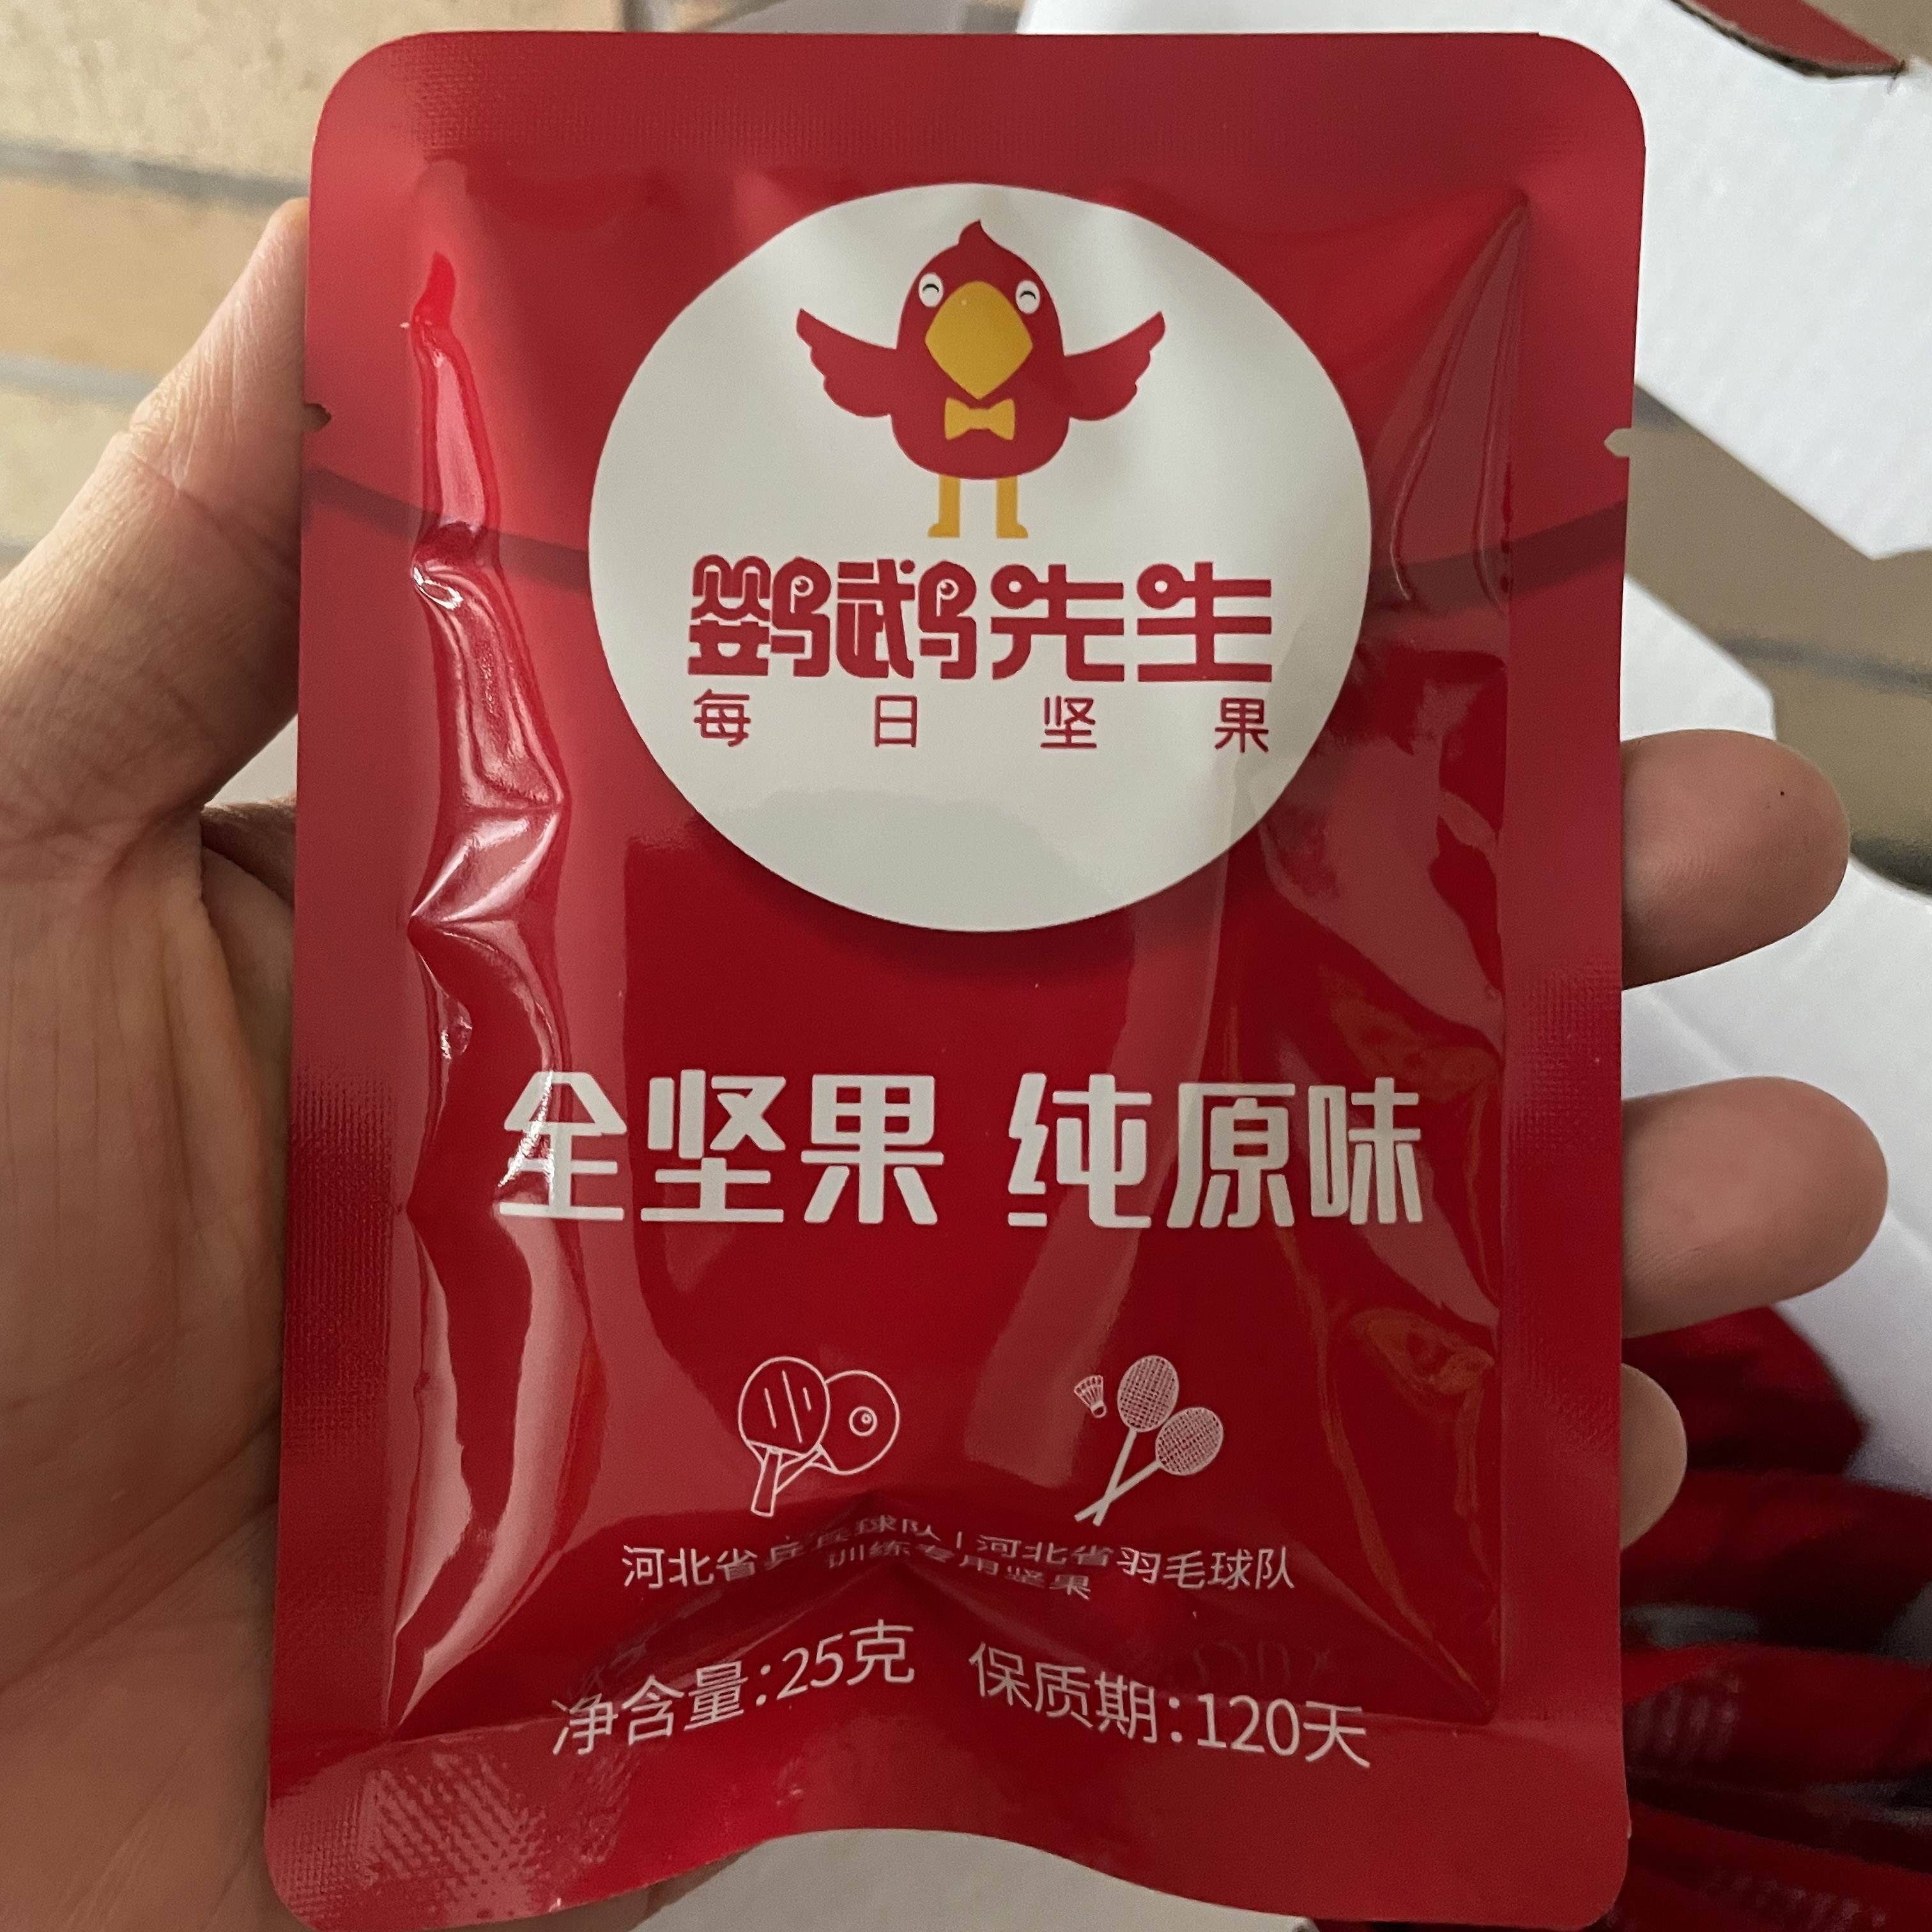 鹦鹉先生
每日坚果
全坚果 纯原味
河北省乒乓球队 | 河北省羽毛球队
训练专用坚果
净含量:25克 保质期:120天